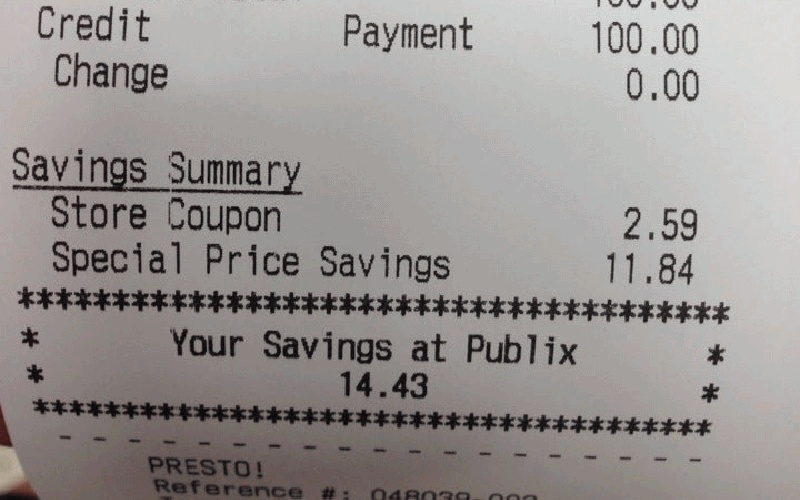 Credit Payment 100.00
Change 0.00
Savings Summary
Store Coupon 2.59
Special Price Savings 11.84
***************************************
* Your Savings at Publix *
* 14.43 *
***************************************
- - - - - - - - - - - - - - - - - -
PRESTO!
Reference #: 048039-002